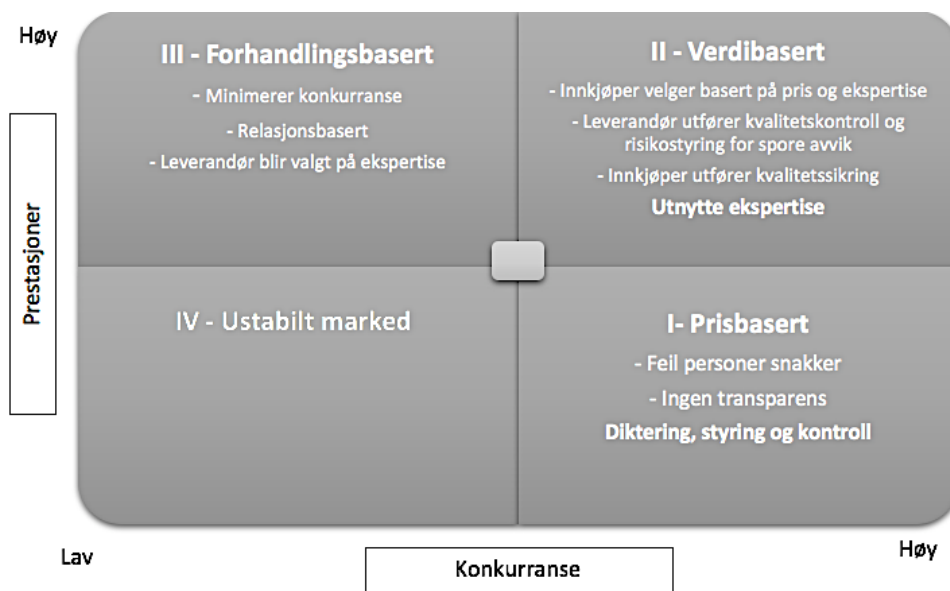 Høy
III - Forhandlingsbasert
- Minimerer konkurranse
- Relasjonsbasert
- Leverandør blir valgt på ekspertise
II - Verdibasert
- Innkjøper velger basert på pris og ekspertise
- Leverandør utfører kvalitetskontroll og
risikostyring for spore avvik
- Innkjøper utfører kvalitetssikring
Utnytte ekspertise
Prestasjoner
IV - Ustabilt marked
I- Prisbasert
- Feil personer snakker
- Ingen transparens
Diktering, styring og kontroll
Lav
Konkurranse
Høy